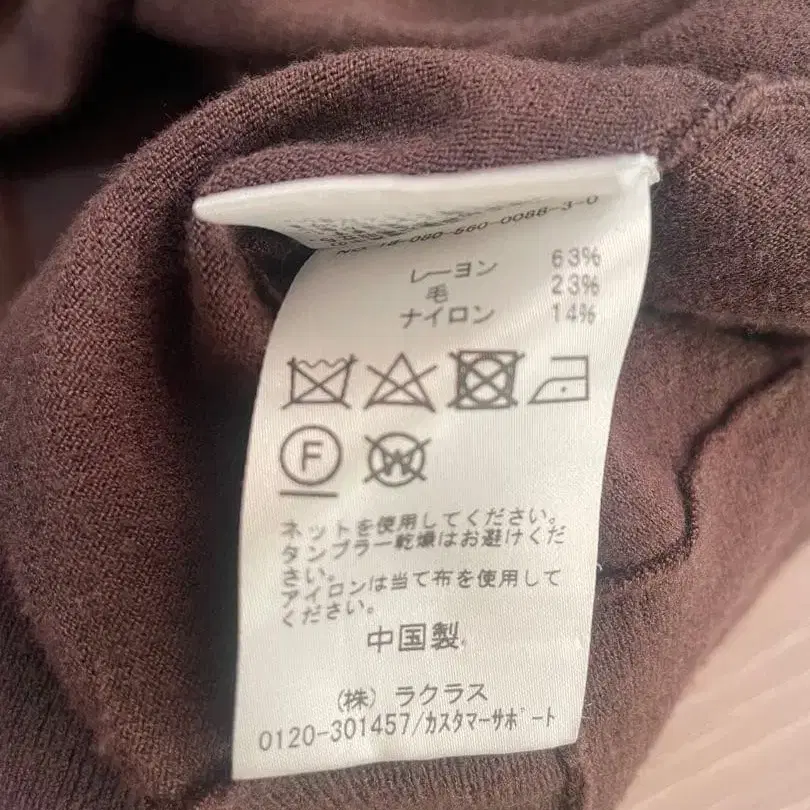 レーヨン 63%
毛 23%
ナイロン 14%
F
W
ネットを使用してください。
タンブラー乾燥はお避けくだ
さい。
アイロンは当て布を使用して
ください。
中国製
(株) ラクラス
0120-301457/カスタマーサポート